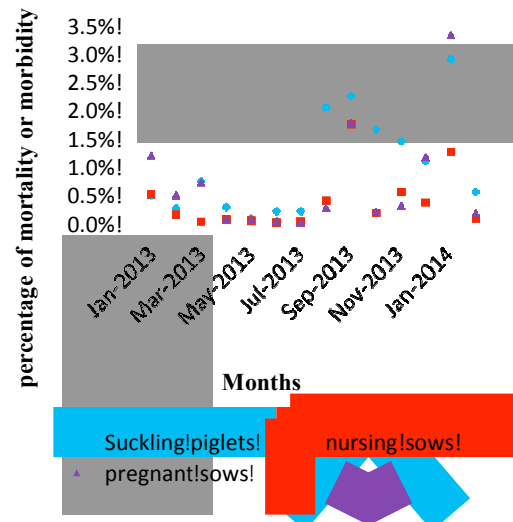 percentage of mortality or morbidity
3.5%!
3.0%!
2.5%!
2.0%!
1.5%!
1.0%!
0.5%!
0.0%!
Jan-2013
Mar-2013
May-2013
Jul-2013
Sep-2013
Nov-2013
Jan-2014
Months
Suckling!piglets!
nursing!sows!
pregnant!sows!